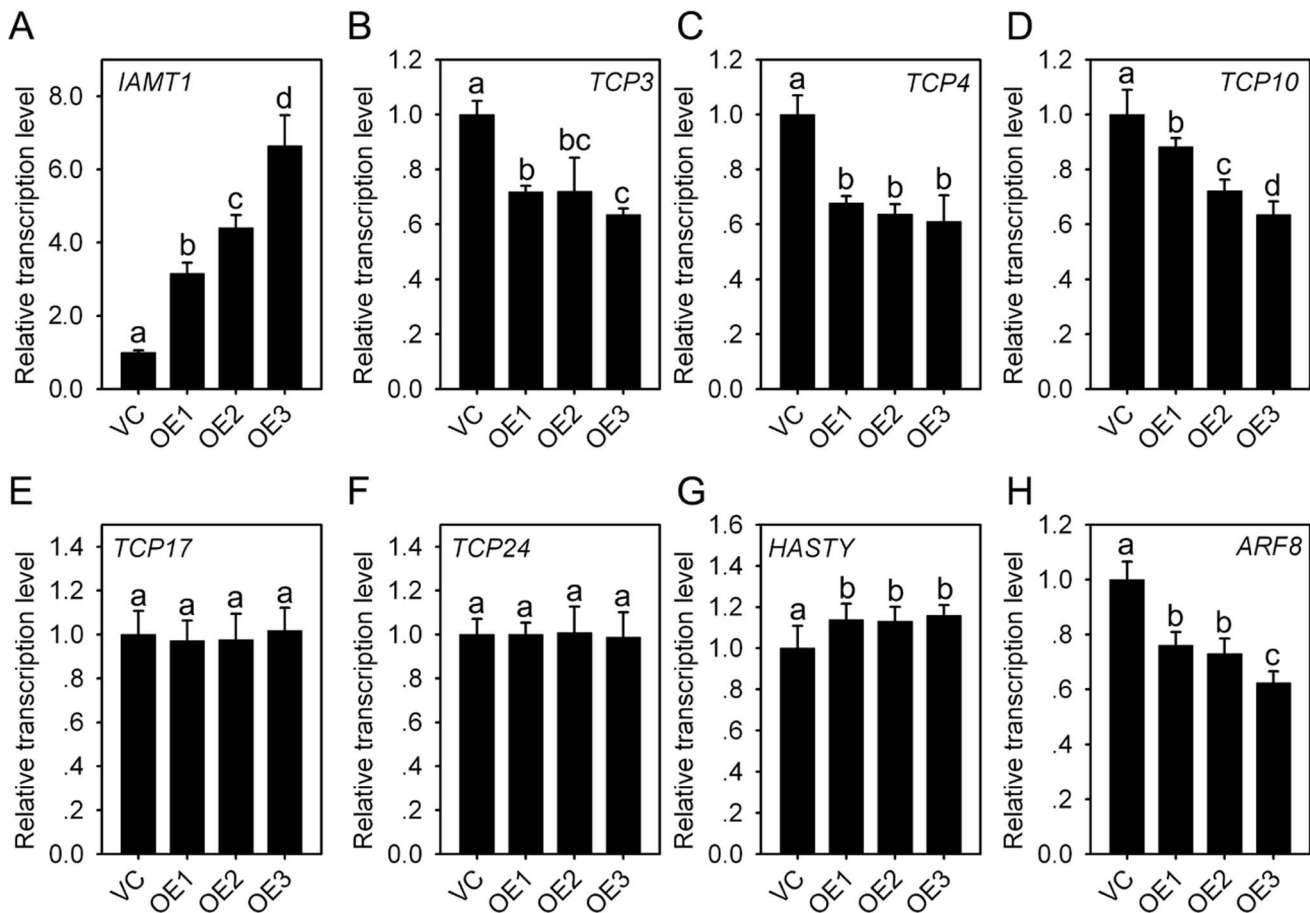 A
Relative transcription level
8.0
6.0
4.0
2.0
0.0
IAMT1
a
b
c
d
VC
OE1
OE2
OE3
B
Relative transcription level
1.2
1.0
.8
.6
.4
.2
0.0
TCP3
a
b
bc
c
VC
OE1
OE2
OE3
C
Relative transcription level
1.2
1.0
.8
.6
.4
.2
0.0
TCP4
a
b
b
b
VC
OE1
OE2
OE3
D
Relative transcription level
1.2
1.0
.8
.6
.4
.2
0.0
TCP10
a
b
c
d
VC
OE1
OE2
OE3
E
Relative transcription level
1.4
1.2
1.0
.8
.6
.4
.2
0.0
TCP17
a
a
a
a
VC
OE1
OE2
OE3
F
Relative transcription level
1.4
1.2
1.0
.8
.6
.4
.2
0.0
TCP24
a
a
a
a
VC
OE1
OE2
OE3
G
Relative transcription level
1.6
1.4
1.2
1.0
.8
.6
.4
.2
0.0
HASTY
a
b
b
b
VC
OE1
OE2
OE3
H
Relative transcription level
1.2
1.0
.8
.6
.4
.2
0.0
ARF8
a
b
b
c
VC
OE1
OE2
OE3